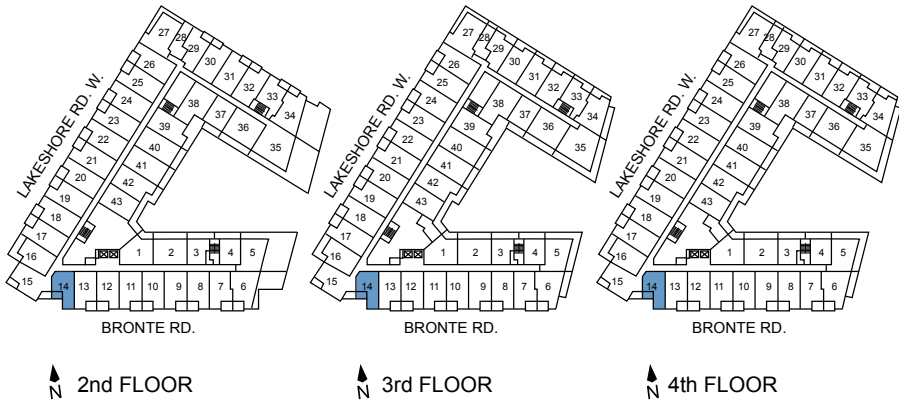 27 28 29 30 31 32 33 34 35
26 25 24 23 22 21 20 19 18 17 16 15
38 37 36
39 40 41 42 43
1 2 3 4 5
14 13 12 11 10 9 8 7 6
LAKESHORE RD. W.
BRONTE RD.
N 2nd FLOOR
27 28 29 30 31 32 33 34 35
26 25 24 23 22 21 20 19 18 17 16 15
38 37 36
39 40 41 42 43
1 2 3 4 5
14 13 12 11 10 9 8 7 6
LAKESHORE RD. W.
BRONTE RD.
N 3rd FLOOR
27 28 29 30 31 32 33 34 35
26 25 24 23 22 21 20 19 18 17 16 15
38 37 36
39 40 41 42 43
1 2 3 4 5
14 13 12 11 10 9 8 7 6
LAKESHORE RD. W.
BRONTE RD.
N 4th FLOOR